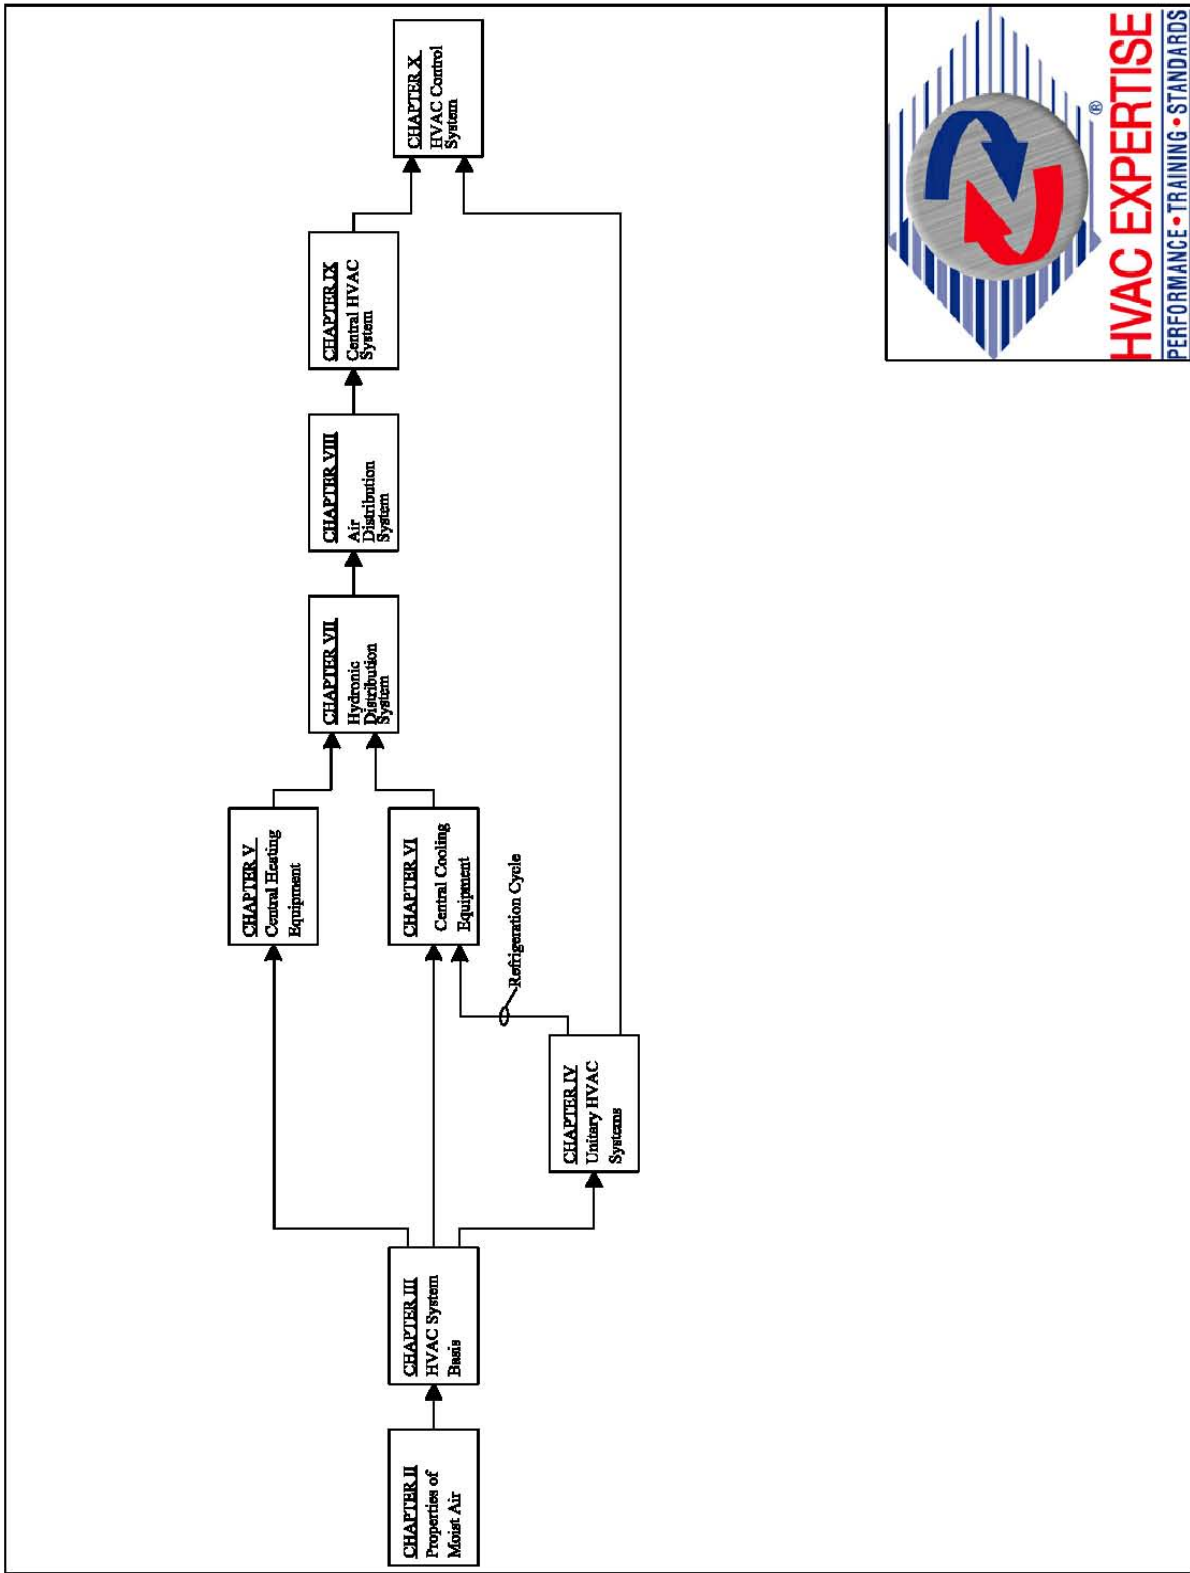 CHAPTER II
Properties of
Moist Air
CHAPTER III
HVAC System
Basis
CHAPTER IV
Unitary HVAC
Systems
Refrigeration Cycle
CHAPTER V
Central Heating
Equipment
CHAPTER VI
Central Cooling
Equipment
CHAPTER VII
Hydronic
Distribution
System
CHAPTER VIII
Air
Distribution
System
CHAPTER IX
Central HVAC
System
CHAPTER X
HVAC Control
System
®
HVAC EXPERTISE
PERFORMANCE•TRAINING•STANDARDS